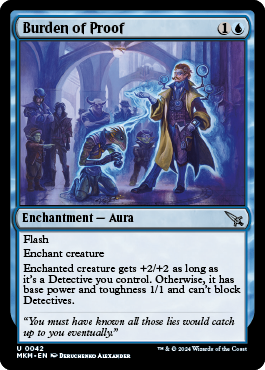 Burden of Proof 1
Enchantment — Aura
Flash
Enchant creature
Enchanted creature gets +2/+2 as long as
it's a Detective you control. Otherwise, it has
base power and toughness 1/1 and can't block
Detectives.
"You must have known all those lies would catch
up to you eventually."
U 0042
MKM • EN Deruchenko Alexander
™ & © 2024 Wizards of the Coast